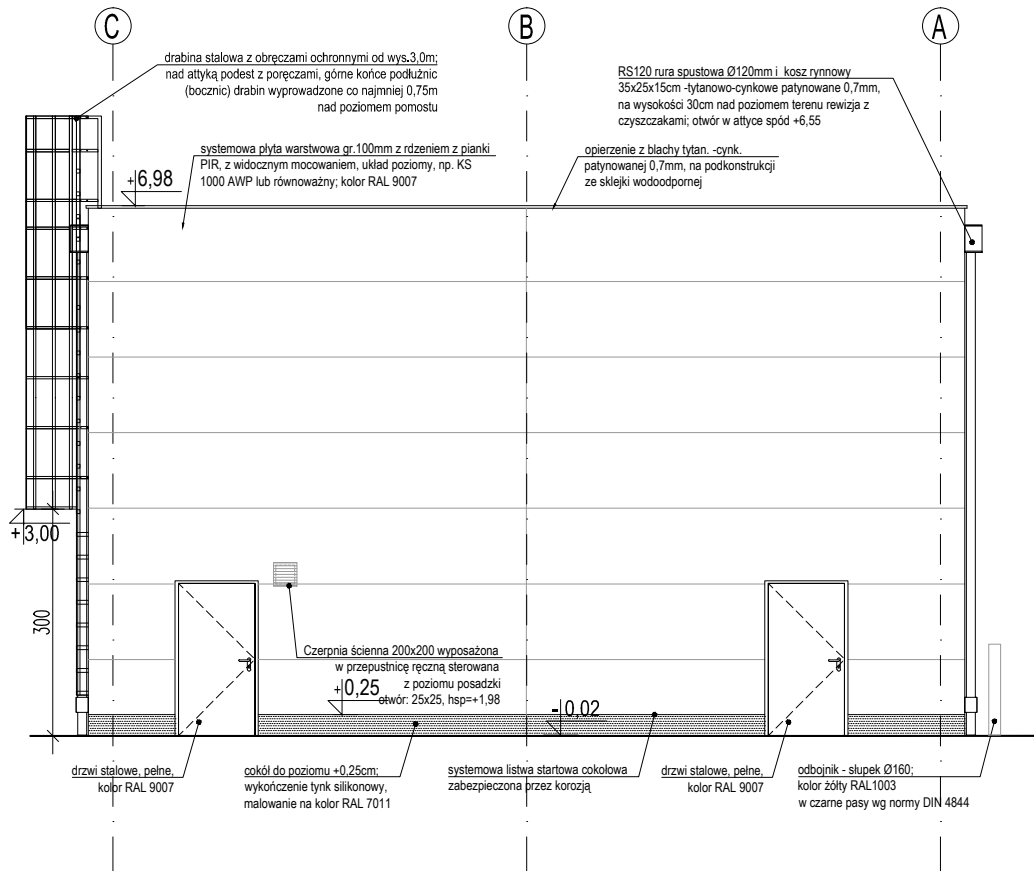 C
B
A
drabina stalowa z obręczami ochronnymi od wys.3,0m;
nad attyką podest z poręczami, górne końce podłużnic
(bocznic) drabin wyprowadzone co najmniej 0,75m
nad poziomem pomostu
RS120 rura spustowa Ø120mm i kosz rynnowy
35x25x15cm -tytanowo-cynkowe patynowane 0,7mm,
na wysokości 30cm nad poziomem terenu rewizja z
czyszczakami; otwór w attyce spód +6,55
systemowa płyta warstwowa gr.100mm z rdzeniem z pianki
PIR, z widocznym mocowaniem, układ poziomy, np. KS
1000 AWP lub równoważny; kolor RAL 9007
opierzenie z blachy tytan. -cynk.
patynowanej 0,7mm, na podkonstrukcji
ze sklejki wodoodpornej
+6,98
+3,00
300
Czerpnia ścienna 200x200 wyposażona
w przepustnicę ręczną sterowana
z poziomu posadzki
otwór: 25x25, hsp=+1,98
+0,25
-0,02
drzwi stalowe, pełne,
kolor RAL 9007
cokół do poziomu +0,25cm;
wykończenie tynk silikonowy,
malowanie na kolor RAL 7011
systemowa listwa startowa cokołowa
zabezpieczona przez korozją
drzwi stalowe, pełne,
kolor RAL 9007
odbojnik - słupek Ø160;
kolor żółty RAL1003
w czarne pasy wg normy DIN 4844